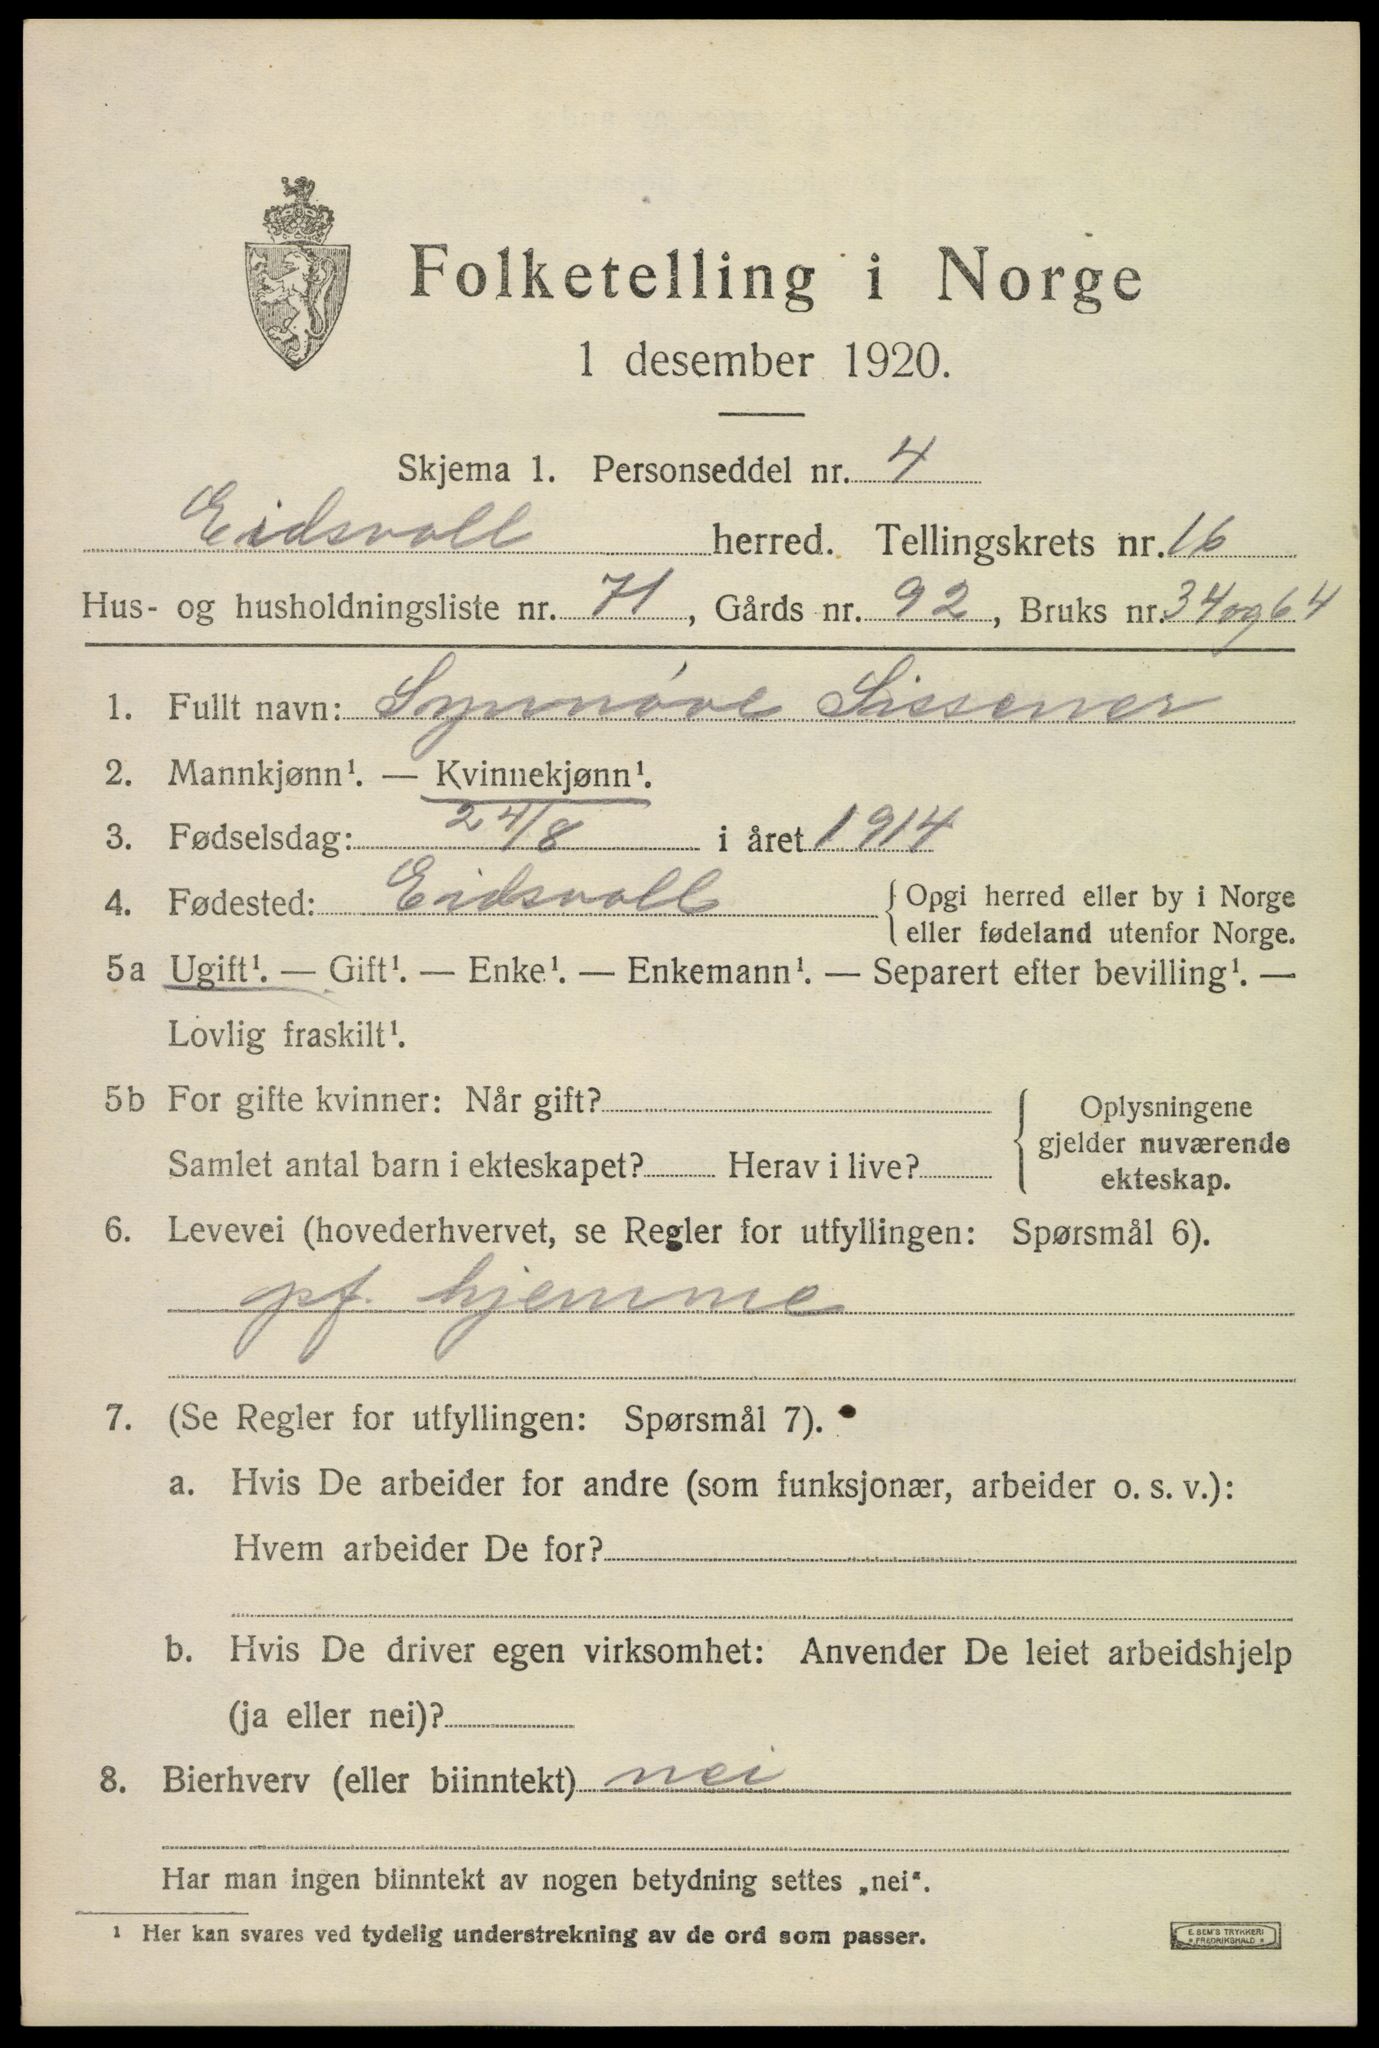 Folketelling i Norge
1 desember 1920.
Skjema 1. Personseddel nr. 4
Eidsvoll herred. Tellingskrets nr. 16
Hus- og husholdningsliste nr. 71, Gårds nr. 92, Bruks nr. 34 og 64
1. Fullt navn: Synnøve Sissener
2. Mannkjønn¹. — Kvinnekjønn¹.
3. Fødselsdag: 24/8 i året 1914
4. Fødested: Eidsvoll { Opgi herred eller by i Norge
eller fødeland utenfor Norge.
5a Ugift¹. — Gift¹. — Enke¹. — Enkemann¹. — Separert efter bevilling¹. —
Lovlig fraskilt¹.
5b For gifte kvinner: Når gift?
Samlet antal barn i ekteskapet? Herav i live?
{ Oplysningene
gjelder nuværende
ekteskap.
6. Levevei (hovederhvervet, se Regler for utfyllingen: Spørsmål 6).
pf. hjemme
7. (Se Regler for utfyllingen: Spørsmål 7).
a. Hvis De arbeider for andre (som funksjonær, arbeider o. s. v.):
Hvem arbeider De for?
b. Hvis De driver egen virksomhet: Anvender De leiet arbeidshjelp
(ja eller nei)?
8. Bierhverv (eller biinntekt) nei
Har man ingen biinntekt av nogen betydning settes „nei“.
¹ Her kan svares ved tydelig understrekning av de ord som passer.
E. SEM'S TRYKKERI
* FREDRIKSHALD *